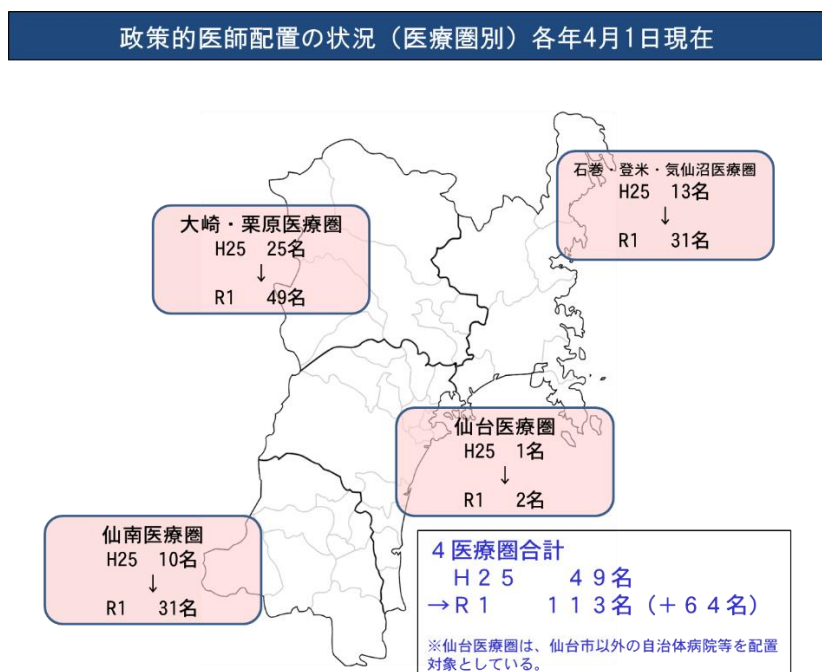 政策的医師配置の状況（医療圏別）各年4月1日現在
石巻・登米・気仙沼医療圏
H25 13名
↓
R1 31名
大崎・栗原医療圏
H25 25名
↓
R1 49名
仙台医療圏
H25 1名
↓
R1 2名
仙南医療圏
H25 10名
↓
R1 31名
４医療圏合計
Ｈ２５ ４９名
→Ｒ１ １１３名（＋６４名）
※仙台医療圏は、仙台市以外の自治体病院等を配置
対象としている。